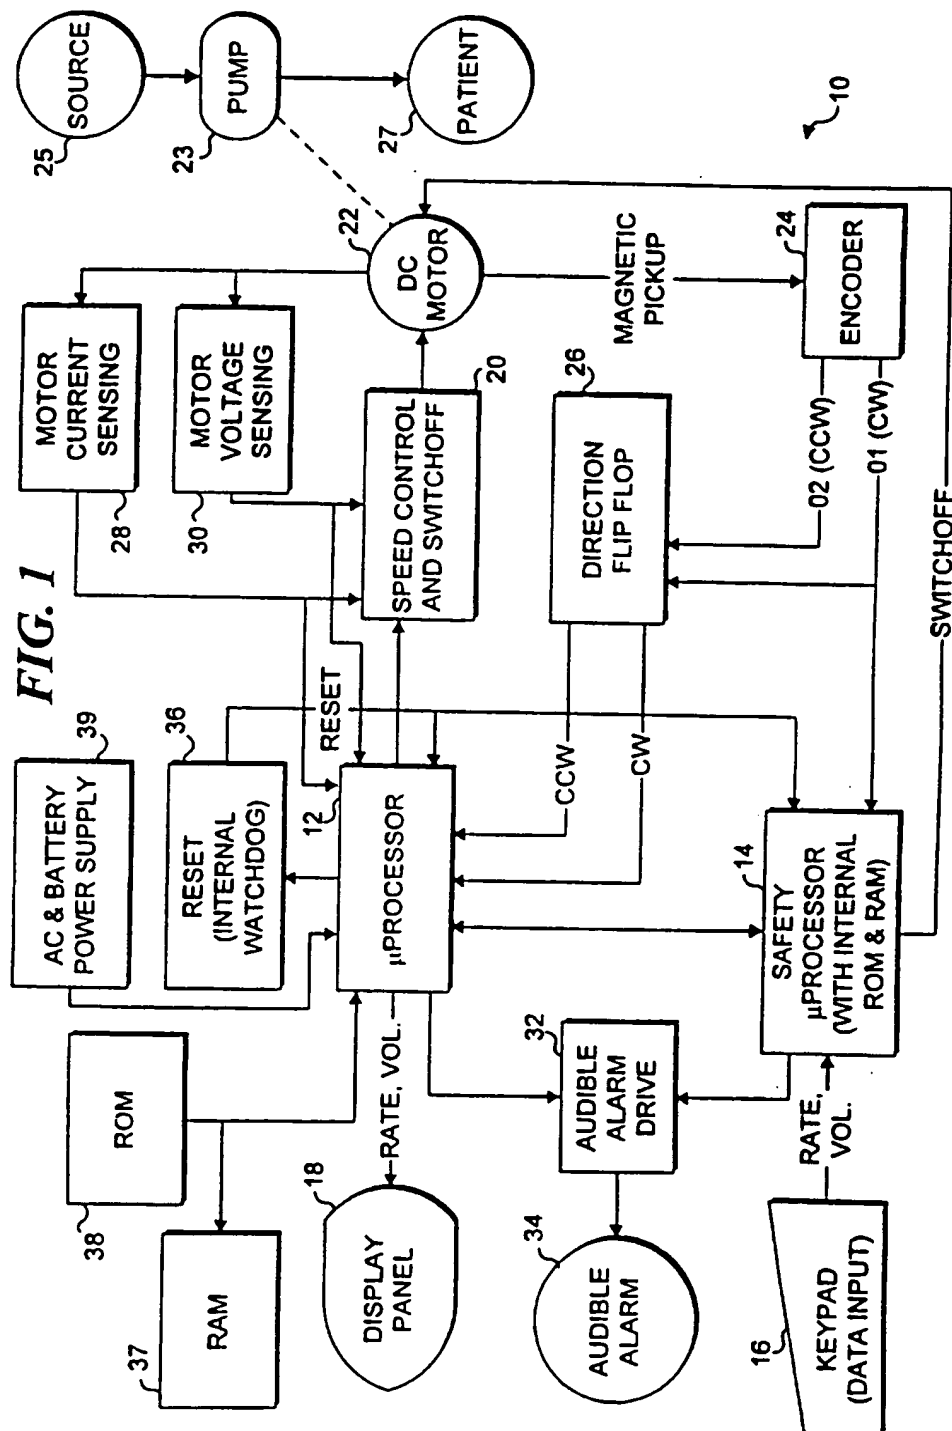 FIG. 1
SOURCE
25
PUMP
23
PATIENT
27
10
MOTOR
CURRENT
SENSING
28
MOTOR
VOLTAGE
SENSING
30
22
DC
MOTOR
SPEED CONTROL
AND SWITCHOFF
20
MAGNETIC
PICKUP
24
ENCODER
02 (CCW)
01 (CW)
26
DIRECTION
FLIP FLOP
CCW
CW
SWITCHOFF
39
AC & BATTERY
POWER SUPPLY
36
RESET
(INTERNAL
WATCHDOG)
RESET
12
µPROCESSOR
14
SAFETY
µPROCESSOR
(WITH INTERNAL
ROM & RAM)
ROM
38
RAM
37
RATE, VOL.
18
DISPLAY
PANEL
32
AUDIBLE
ALARM
DRIVE
34
AUDIBLE
ALARM
RATE,
VOL.
16
KEYPAD
(DATA INPUT)